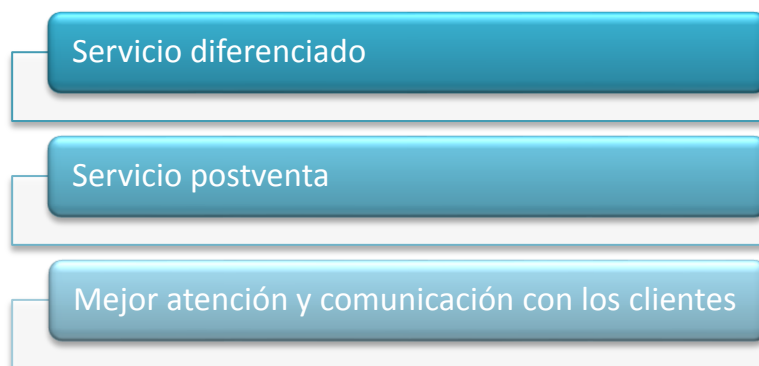 Servicio diferenciado
Servicio postventa
Mejor atención y comunicación con los clientes